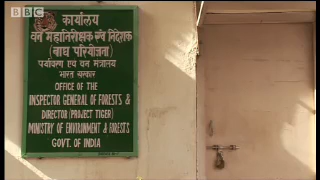 BBC
कार्यालय
वन महानिरीक्षक एवं निदेशक
(बाघ परियोजना)
पर्यावरण एवं वन मंत्रालय
भारत सरकार
OFFICE OF THE
INSPECTOR GENERAL OF FORESTS &
DIRECTOR (PROJECT TIGER)
MINISTRY OF ENVIRONMENT & FORESTS
GOVT. OF INDIA